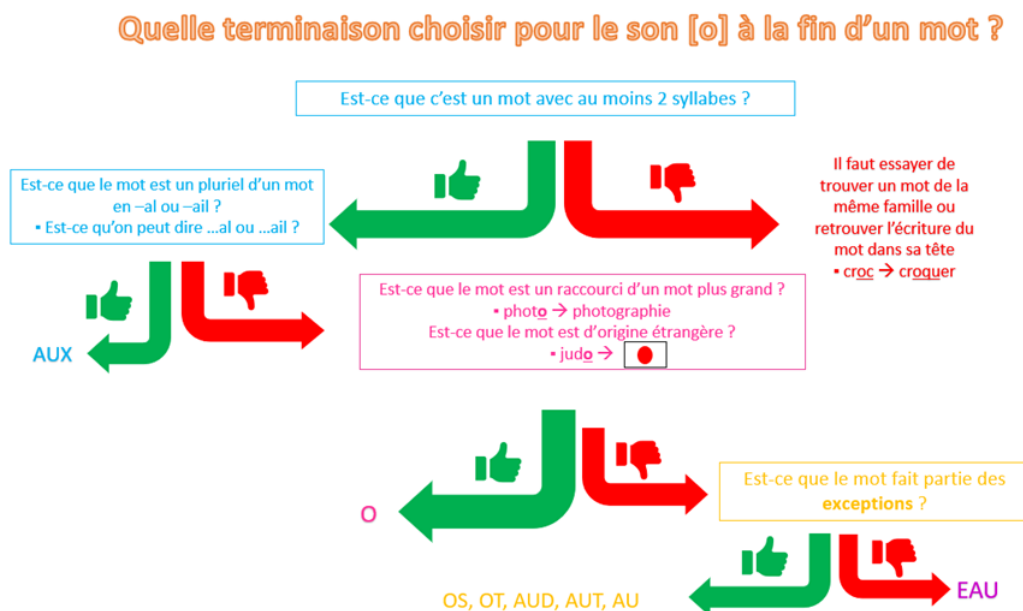 Quelle terminaison choisir pour le son [o] à la fin d'un mot ?
Est-ce que c'est un mot avec au moins 2 syllabes ?
Est-ce que le mot est un pluriel d'un mot
en –al ou –ail ?
▪ Est-ce qu'on peut dire ...al ou ...ail ?
Il faut essayer de
trouver un mot de la
même famille ou
retrouver l'écriture du
mot dans sa tête
▪ croc → croquer
AUX
Est-ce que le mot est un raccourci d'un mot plus grand ?
▪ photo → photographie
Est-ce que le mot est d'origine étrangère ?
▪ judo →
O
Est-ce que le mot fait partie des
exceptions ?
OS, OT, AUD, AUT, AU
EAU